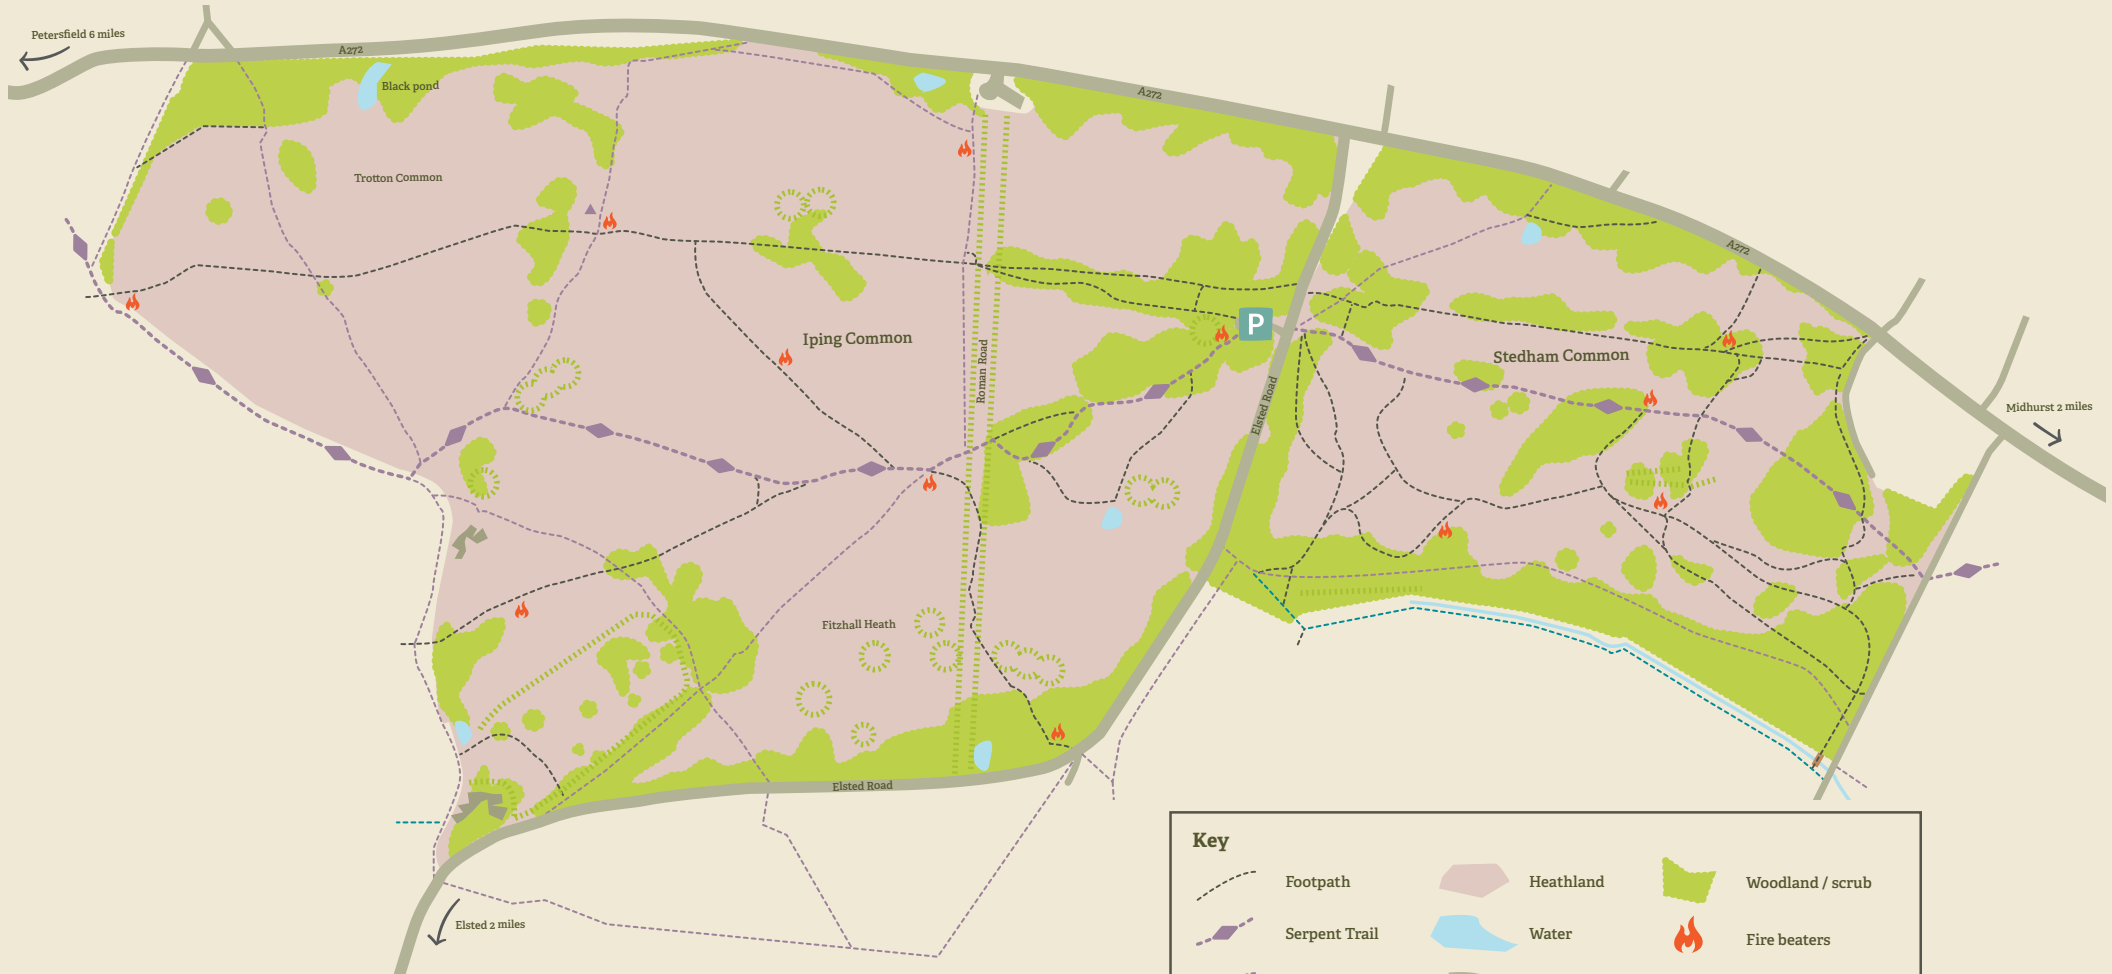 Petersfield 6 miles
A272
Black pond
A272
Trotton Common
A272
Iping Common
P
Roman Road
Stedham Common
Elsted Road
Midhurst 2 miles
Fitzhall Heath
Elsted Road
Elsted 2 miles
Key
Footpath
Heathland
Woodland / scrub
Serpent Trail
Water
Fire beaters